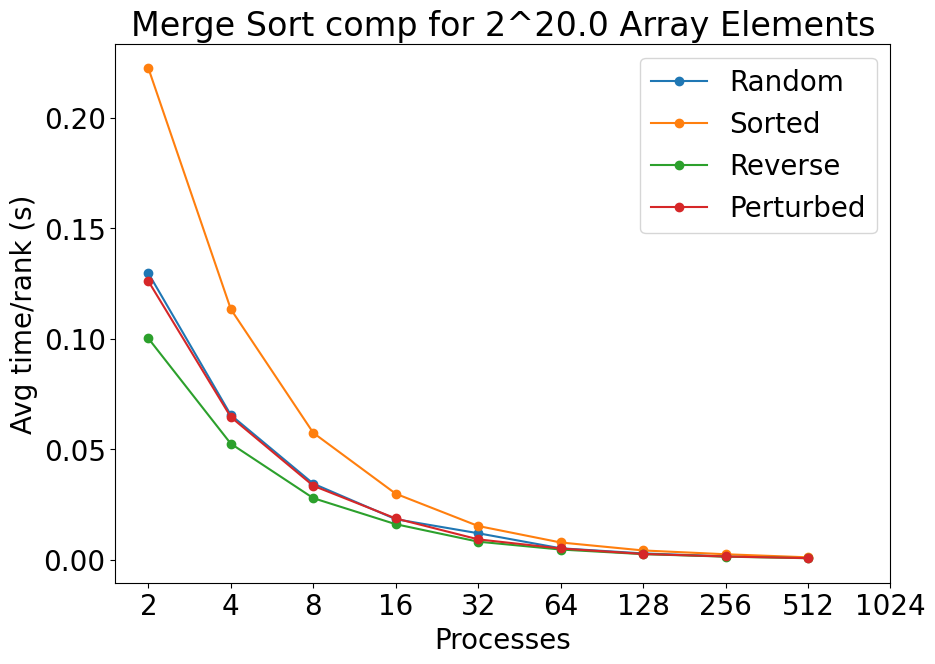 Merge Sort comp for 2^20.0 Array Elements
Random
Sorted
Reverse
Perturbed
Avg time/rank (s)
0.20
0.15
0.10
0.05
0.00
2 4 8 16 32 64 128 256 512 1024
Processes